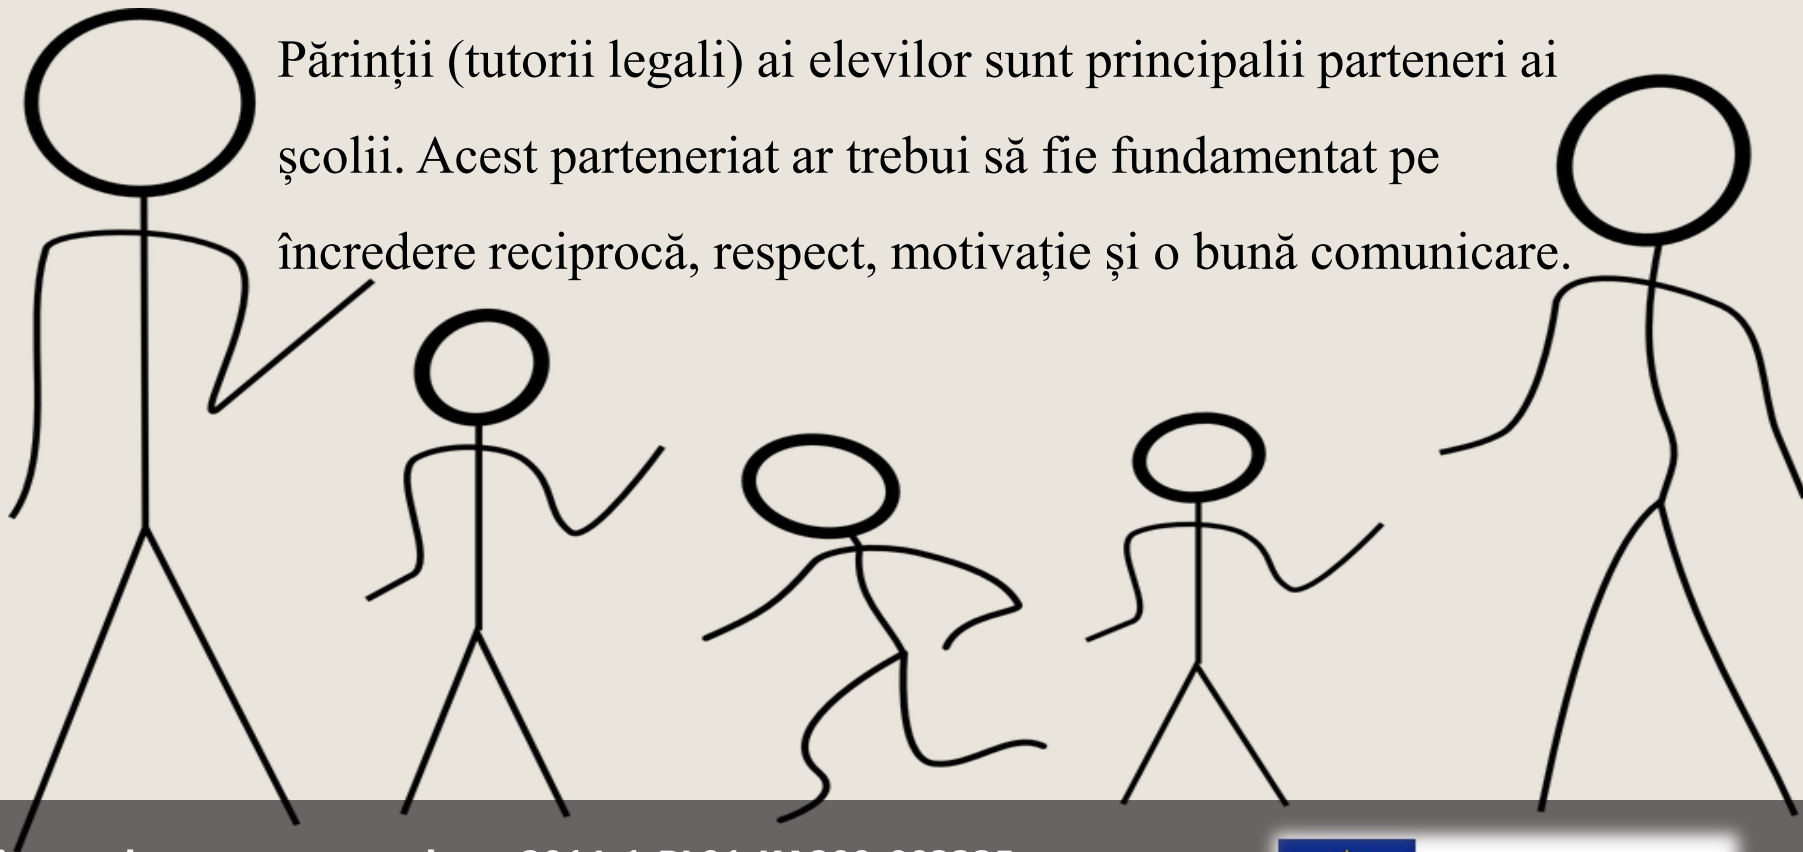 Părinții (tutorii legali) ai elevilor sunt principalii parteneri ai
școlii. Acest parteneriat ar trebui să fie fundamentat pe
încredere reciprocă, respect, motivație și o bună comunicare.